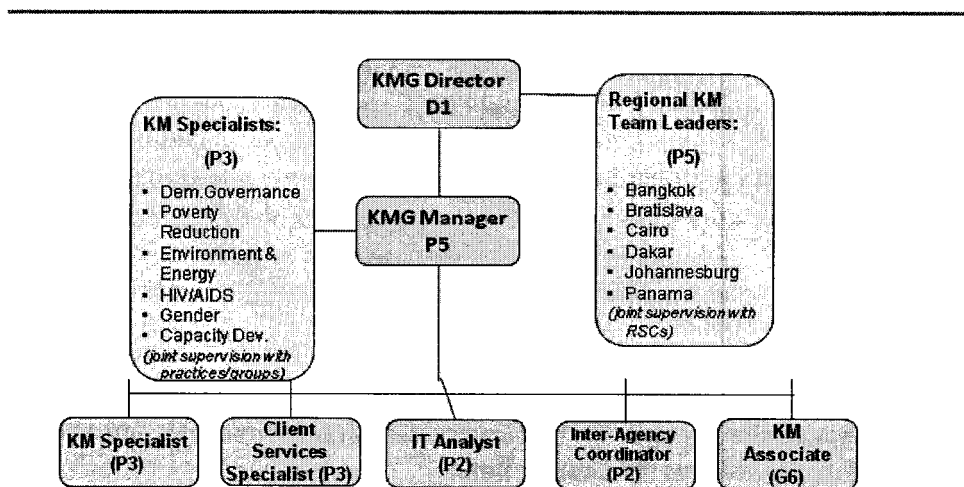 KMG Director
D1
KM Specialists:
(P3)
• Dem.Governance
• Poverty
Reduction
• Environment &
Energy
• HIV/AIDS
• Gender
• Capacity Dev.
(joint supervision with
practices/groups)
Regional KM
Team Leaders:
(P5)
• Bangkok
• Bratislava
• Cairo
• Dakar
• Johannesburg
• Panama
(joint supervision with
RSCs)
KMG Manager
P5
KM Specialist
(P3)
Client
Services
Specialist (P3)
IT Analyst
(P2)
Inter-Agency
Coordinator
(P2)
KM
Associate
(G6)